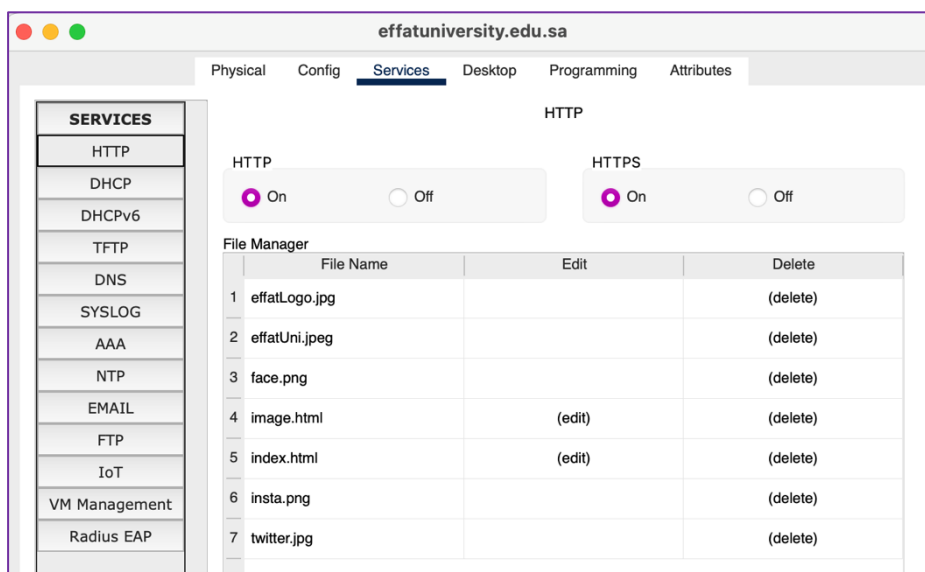 effatuniversity.edu.sa
Physical Config Services Desktop Programming Attributes
SERVICES
HTTP
DHCP
DHCPv6
TFTP
DNS
SYSLOG
AAA
NTP
EMAIL
FTP
IoT
VM Management
Radius EAP
HTTP
HTTP HTTPS
On Off On Off
File Manager
File Name Edit Delete
1 effatLogo.jpg (delete)
2 effatUni.jpeg (delete)
3 face.png (delete)
4 image.html (edit) (delete)
5 index.html (edit) (delete)
6 insta.png (delete)
7 twitter.jpg (delete)